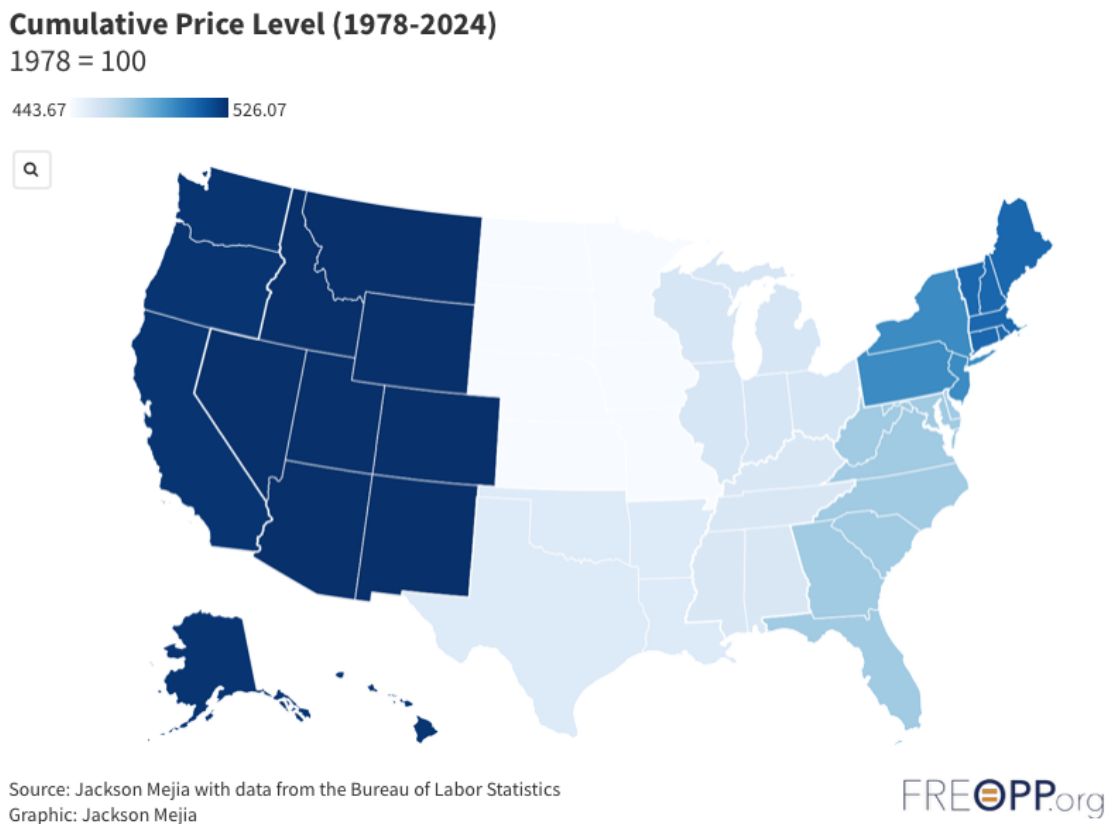 Cumulative Price Level (1978-2024)
1978 = 100
443.67 526.07
Source: Jackson Mejia with data from the Bureau of Labor Statistics
Graphic: Jackson Mejia
FREOPP.org